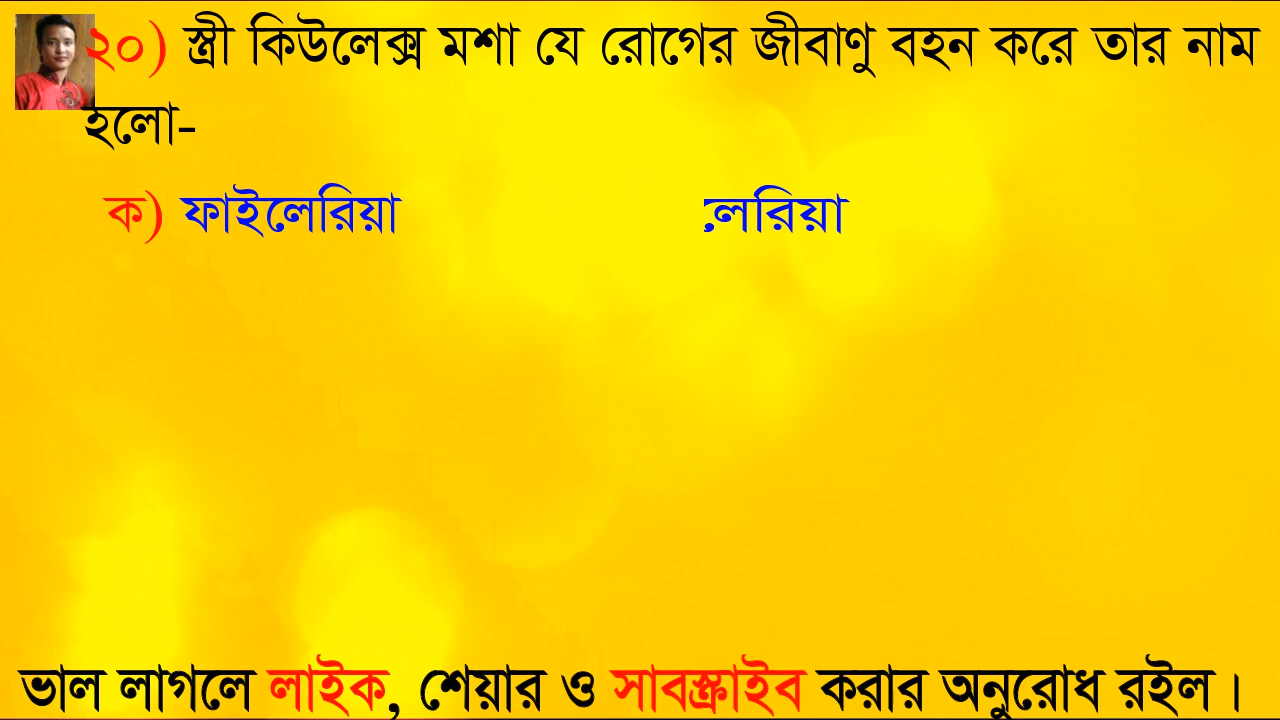 ২০) স্ত্রী কিউলেক্স মশা যে রোগের জীবাণু বহন করে তার নাম
হলো-
ক) ফাইলেরিয়া লেরিয়া
ভাল লাগলে লাইক, শেয়ার ও সাবস্ক্রাইব করার অনুরোধ রইল।